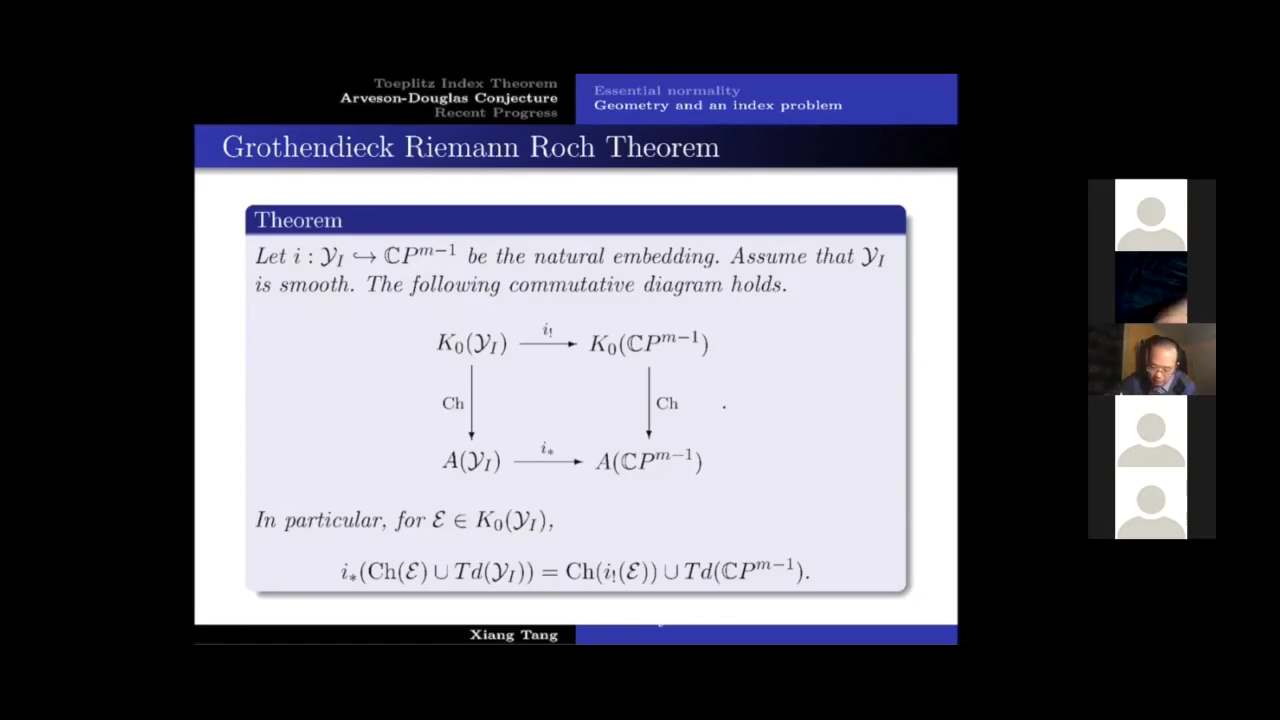 Toeplitz Index Theorem
Arveson-Douglas Conjecture
Recent Progress
Essential normality
Geometry and an index problem
Grothendieck Riemann Roch Theorem
Theorem
Let i : 𝒴_I ↪ ℂP^{m−1} be the natural embedding. Assume that 𝒴_I
is smooth. The following commutative diagram holds.
K₀(𝒴_I) —i_!→ K₀(ℂP^{m−1})
Ch Ch .
A(𝒴_I) —i_*→ A(ℂP^{m−1})
In particular, for ℰ ∈ K₀(𝒴_I),
i_*(Ch(ℰ) ∪ Td(𝒴_I)) = Ch(i_!(ℰ)) ∪ Td(ℂP^{m−1}).
Xiang Tang